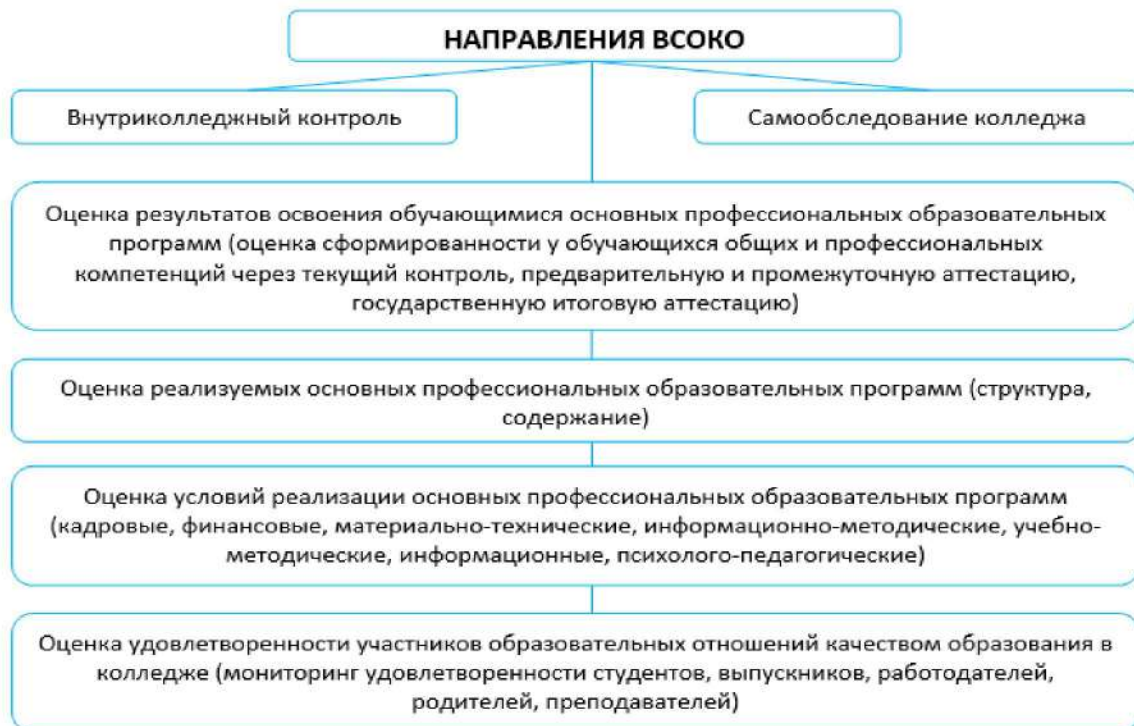 НАПРАВЛЕНИЯ ВСОКО
Внутриколледжный контроль
Самообследование колледжа
Оценка результатов освоения обучающимися основных профессиональных образовательных
программ (оценка сформированности у обучающихся общих и профессиональных
компетенций через текущий контроль, предварительную и промежуточную аттестацию,
государственную итоговую аттестацию)
Оценка реализуемых основных профессиональных образовательных программ (структура,
содержание)
Оценка условий реализации основных профессиональных образовательных программ
(кадровые, финансовые, материально-технические, информационно-методические, учебно-
методические, информационные, психолого-педагогические)
Оценка удовлетворенности участников образовательных отношений качеством образования в
колледже (мониторинг удовлетворенности студентов, выпускников, работодателей,
родителей, преподавателей)